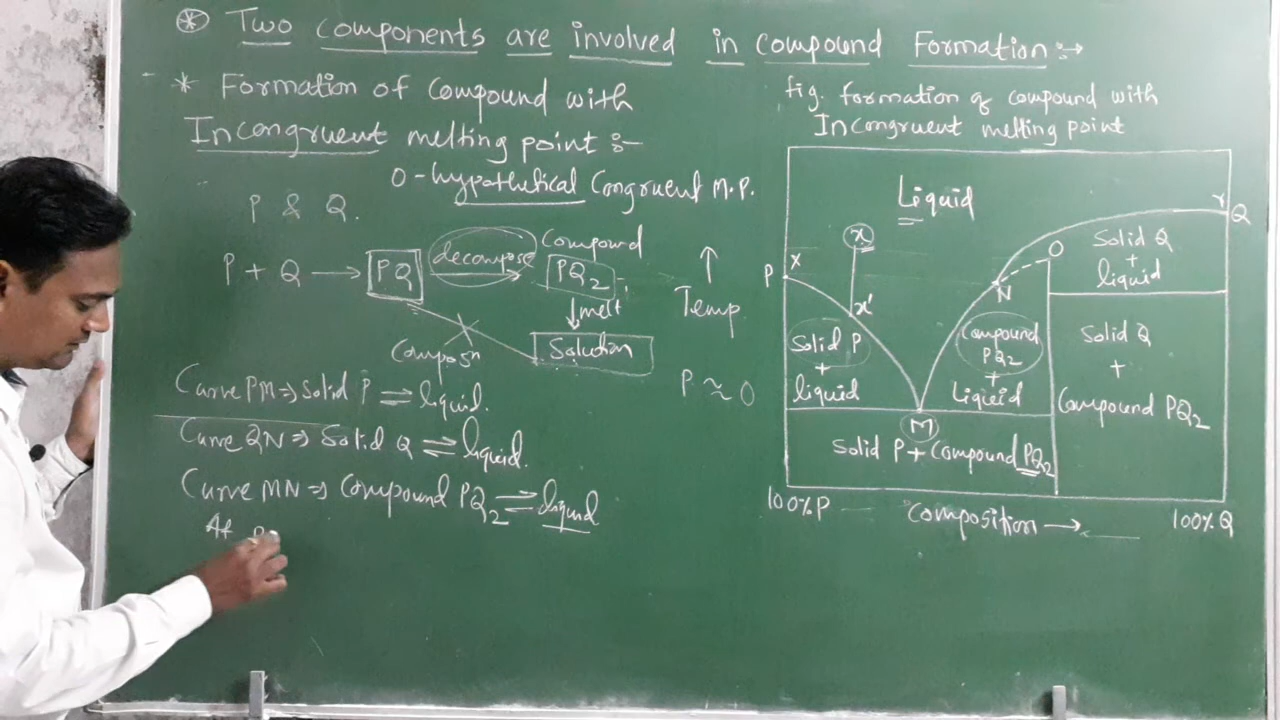 * Two components are involved in compound Formation :→
* Formation of Compound with
Incongruent melting point :-
O - hypothetical Congruent M.P.
P & Q.
P + Q → PQ decompose Compound PQ2
↓ melt
Composn Solution
Curve PM ⇒ Solid P ⇌ liquid.
Curve QN ⇒ Solid Q ⇌ liquid.
Curve MN ⇒ Compound PQ2 ⇌ liquid
At
fig. formation of compound with
Incongruent melting point
Liquid
↑
Temp
P ≈ 0
P
X
x
x'
M
N
O
Q
Solid P
+
liquid
Compound
PQ2
+
Liquid
Solid Q
+
liquid
Solid Q
+
Compound PQ2
Solid P + Compound PQ2
100% P Composition → 100% Q